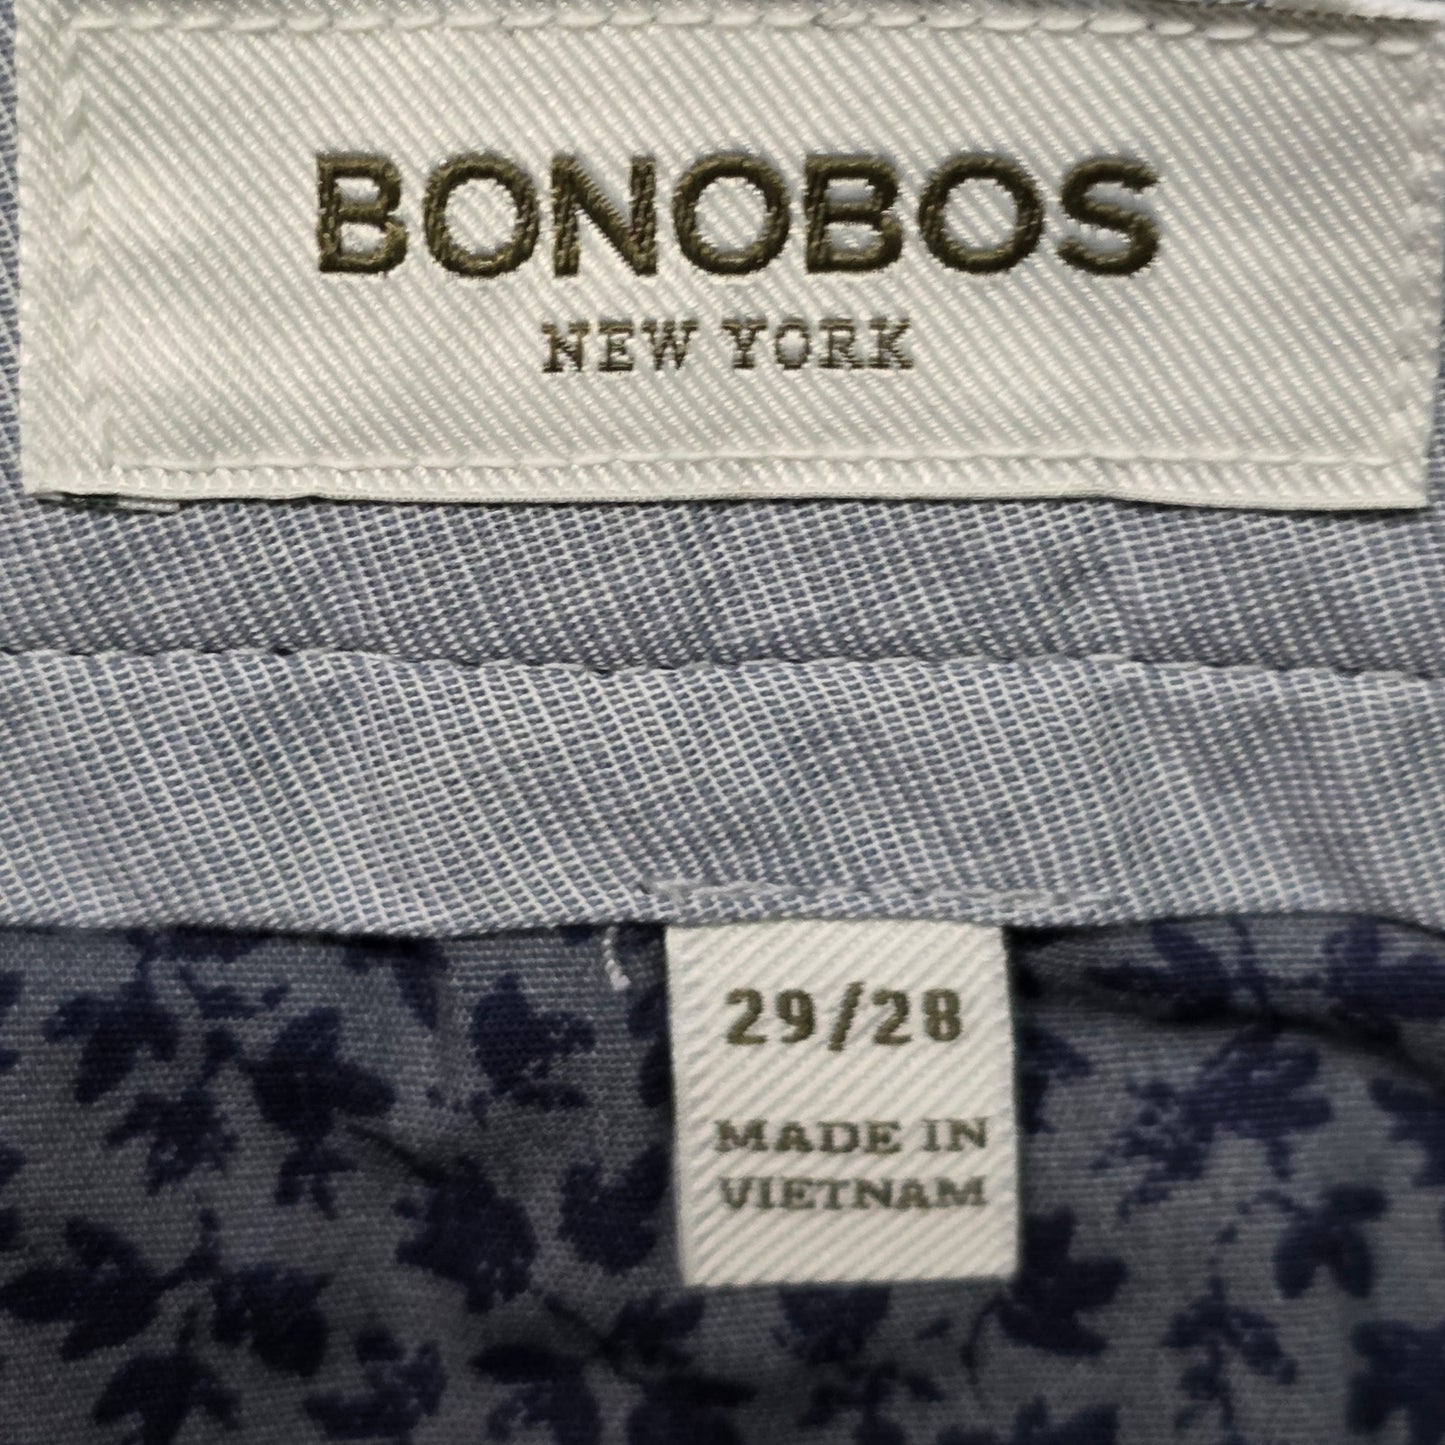 BONOBOS
NEW YORK
29/28
MADE IN
VIETNAM